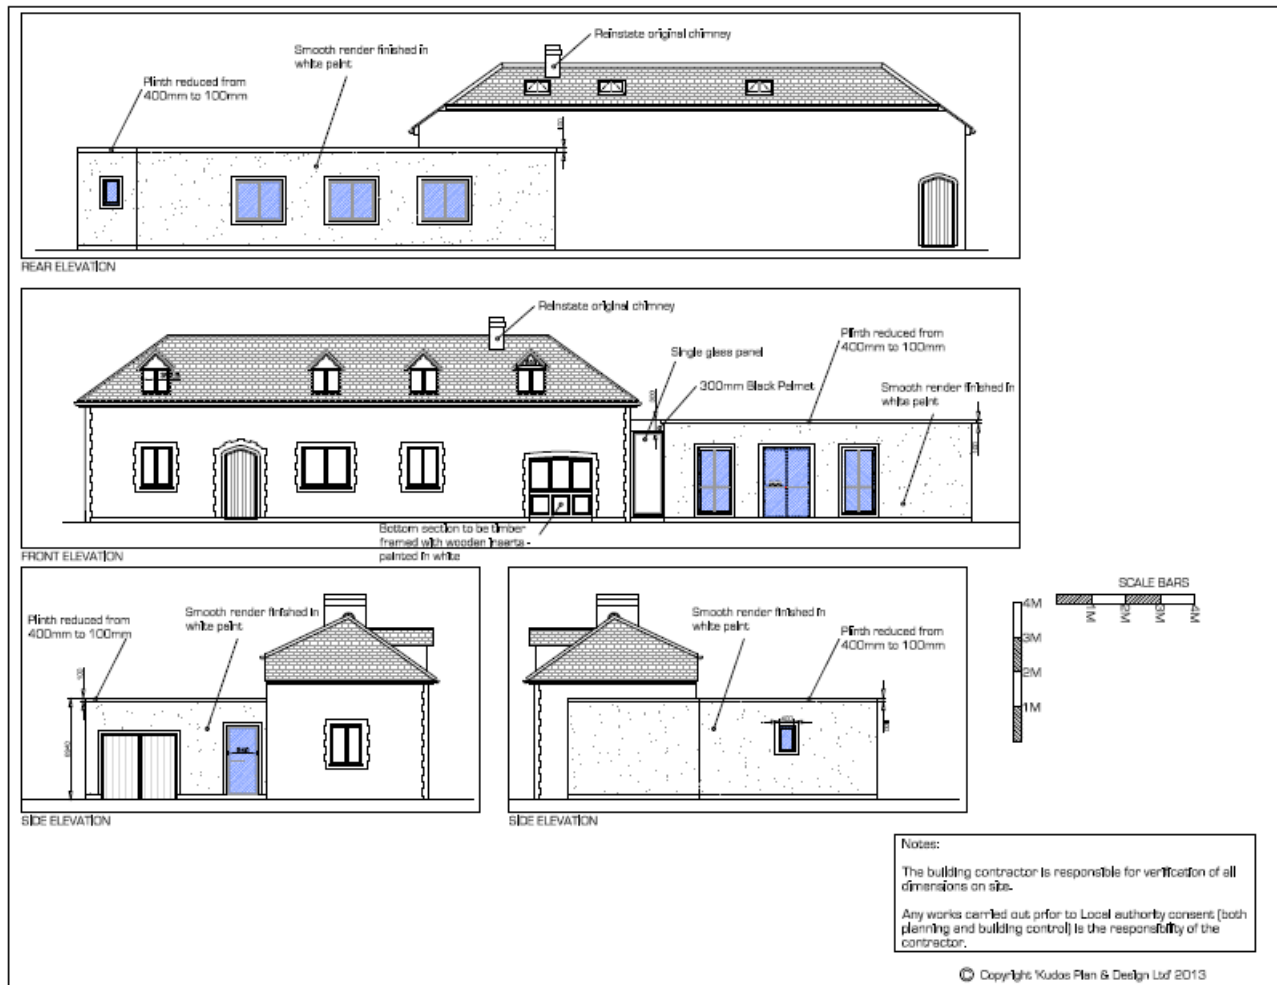 Reinstate original chimney
Smooth render finished in
white paint
Plinth reduced from
400mm to 100mm
REAR ELEVATION
Reinstate original chimney
Plinth reduced from
400mm to 100mm
Single glass panel
300mm Black Pelmet
Smooth render finished in
white paint
Bottom section to be timber
framed with wooden inserts -
painted in white
FRONT ELEVATION
Plinth reduced from
400mm to 100mm
Smooth render finished in
white paint
SIDE ELEVATION
Smooth render finished in
white paint
Plinth reduced from
400mm to 100mm
SIDE ELEVATION
SCALE BARS
1M
2M
3M
4M
4M
3M
2M
1M
Notes:
The building contractor is responsible for verification of all
dimensions on site.
Any works carried out prior to Local authority consent (both
planning and building control) is the responsibility of the
contractor.
© Copyright 'Kudos Plan & Design Ltd' 2013